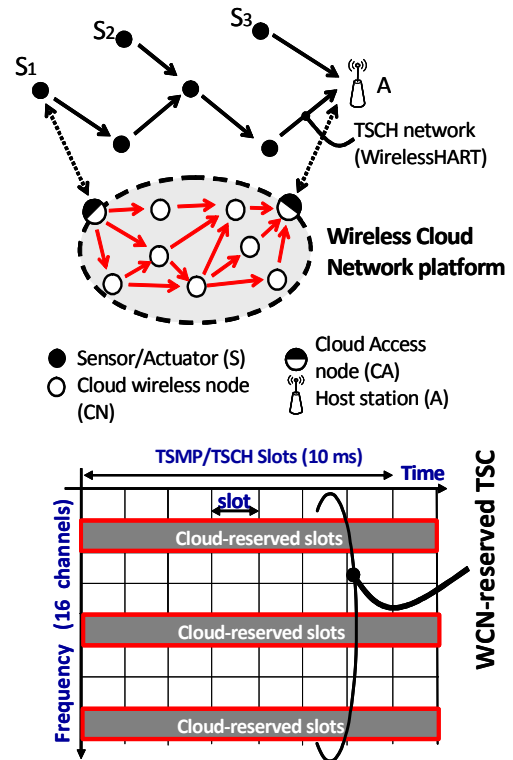 S2
S3
S1
A
TSCH network
(WirelessHART)
Wireless Cloud
Network platform
Sensor/Actuator (S)
Cloud wireless node
(CN)
Cloud Access
node (CA)
Host station (A)
TSMP/TSCH Slots (10 ms)
Time
slot
Cloud-reserved slots
Cloud-reserved slots
Cloud-reserved slots
Frequency (16 channels)
WCN-reserved TSC